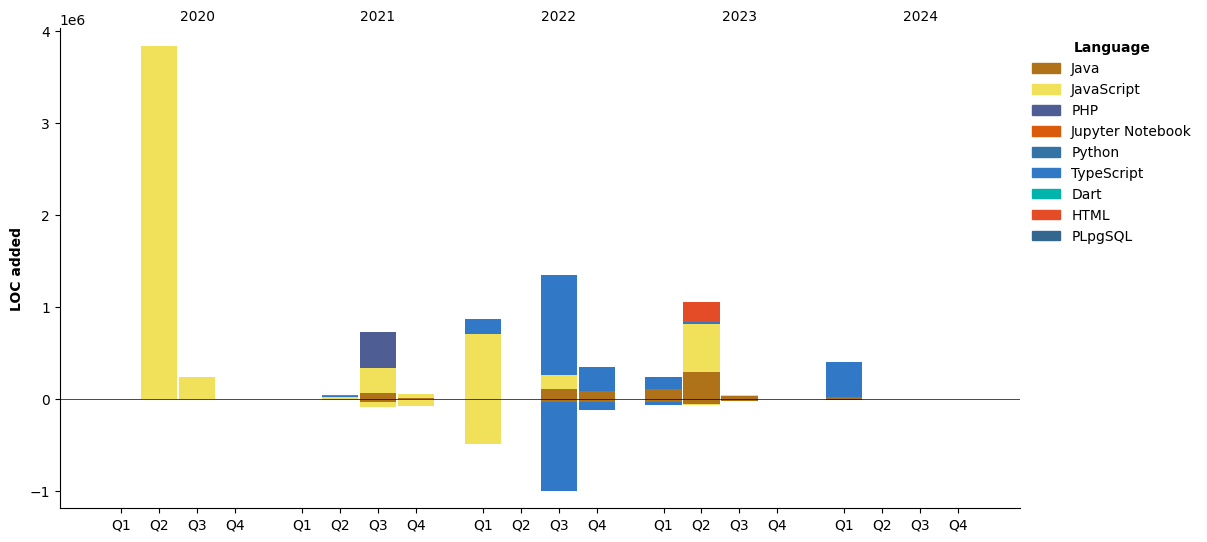 2020 2021 2022 2023 2024
1e6
4
3
2
1
0
−1
LOC added
Q1 Q2 Q3 Q4 Q1 Q2 Q3 Q4 Q1 Q2 Q3 Q4 Q1 Q2 Q3 Q4 Q1 Q2 Q3 Q4
Language
Java
JavaScript
PHP
Jupyter Notebook
Python
TypeScript
Dart
HTML
PLpgSQL